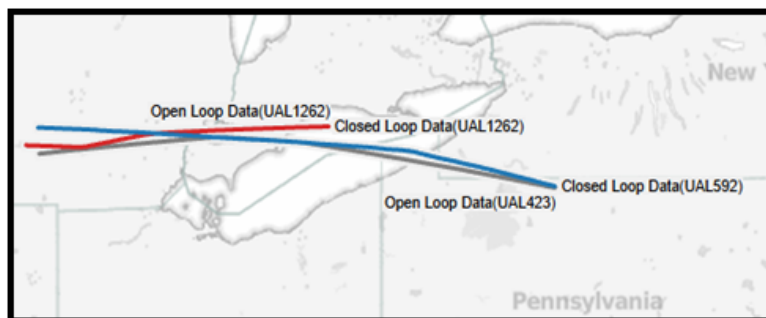 New Y
Open Loop Data(UAL1262)
Closed Loop Data(UAL1262)
Closed Loop Data(UAL592)
Open Loop Data(UAL423)
Pennsylvania